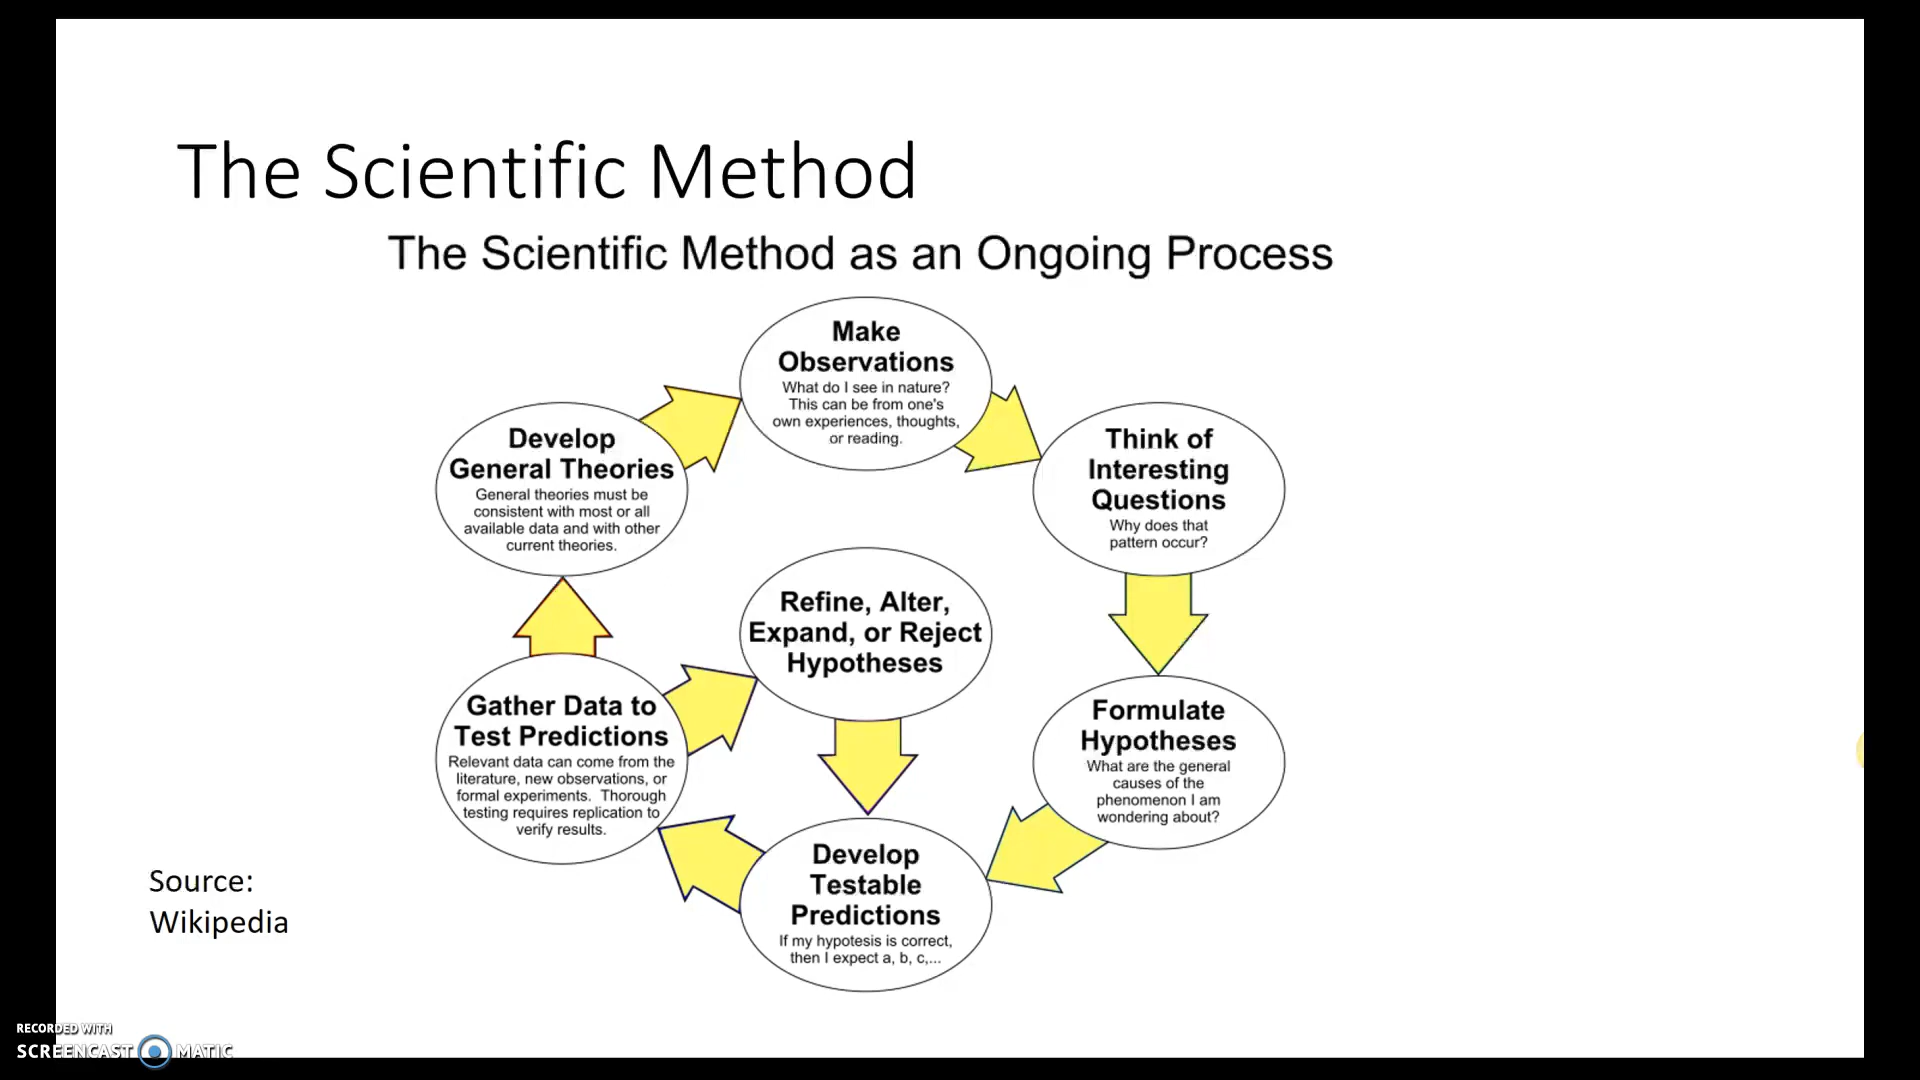 The Scientific Method
The Scientific Method as an Ongoing Process
Make
Observations
What do I see in nature?
This can be from one's
own experiences, thoughts,
or reading.
Think of
Interesting
Questions
Why does that
pattern occur?
Formulate
Hypotheses
What are the general
causes of the
phenomenon I am
wondering about?
Develop
Testable
Predictions
If my hypotesis is correct,
then I expect a, b, c,...
Gather Data to
Test Predictions
Relevant data can come from the
literature, new observations, or
formal experiments. Thorough
testing requires replication to
verify results.
Refine, Alter,
Expand, or Reject
Hypotheses
Develop
General Theories
General theories must be
consistent with most or all
available data and with other
current theories.
Source:
Wikipedia
RECORDED WITH
SCREENCAST MATIC